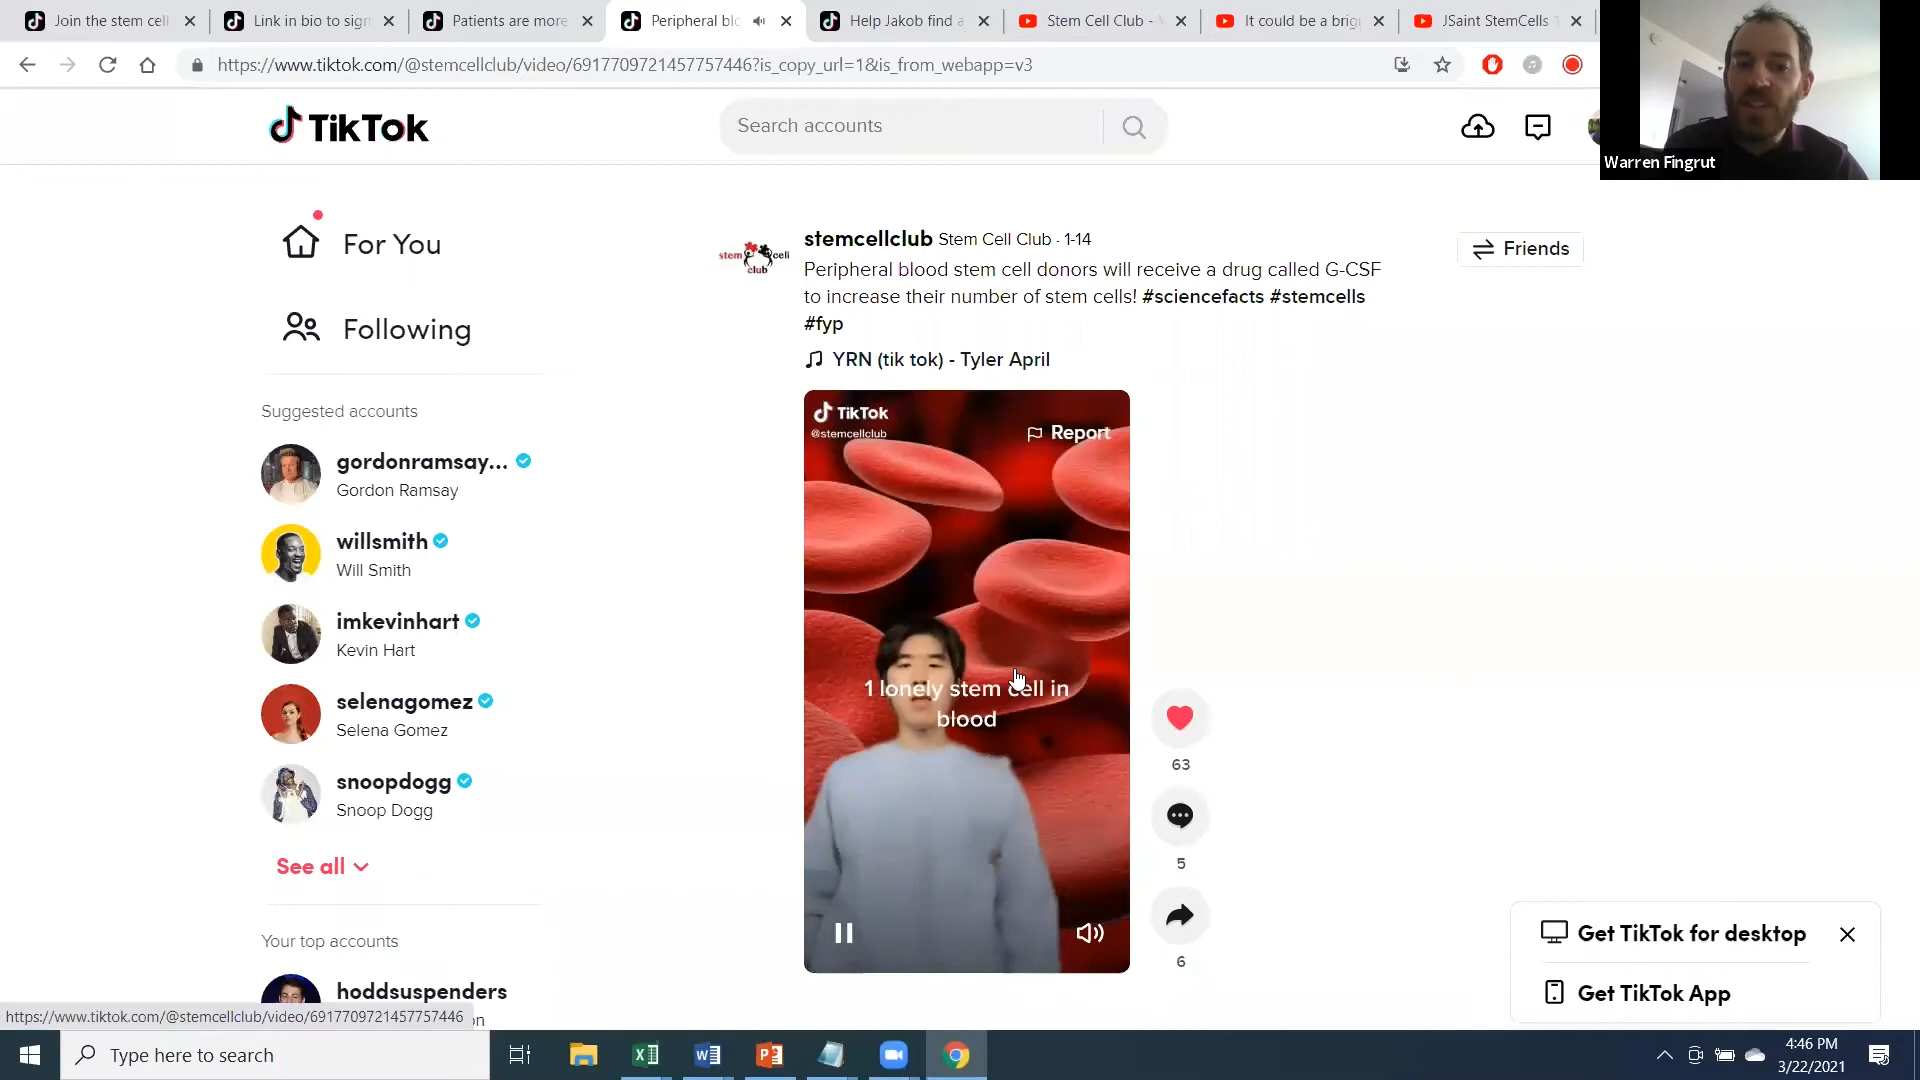 Join the stem cell
Link in bio to sign
Patients are more
Peripheral blo
Help Jakob find a
Stem Cell Club -
It could be a brig
JSaint StemCells
https://www.tiktok.com/@stemcellclub/video/6917709721457757446?is_copy_url=1&is_from_webapp=v3
TikTok
Search accounts
Warren Fingrut
For You
Following
Suggested accounts
gordonramsay...
Gordon Ramsay
willsmith
Will Smith
imkevinhart
Kevin Hart
selenagomez
Selena Gomez
snoopdogg
Snoop Dogg
See all
Your top accounts
hoddsuspenders
stem cell
club
stemcellclub Stem Cell Club · 1-14
Friends
Peripheral blood stem cell donors will receive a drug called G-CSF
to increase their number of stem cells! #sciencefacts #stemcells
#fyp
YRN (tik tok) - Tyler April
TikTok
@stemcellclub
Report
1 lonely stem cell in
blood
63
5
6
Get TikTok for desktop
Get TikTok App
https://www.tiktok.com/@stemcellclub/video/6917709721457757446
Type here to search
4:46 PM
3/22/2021